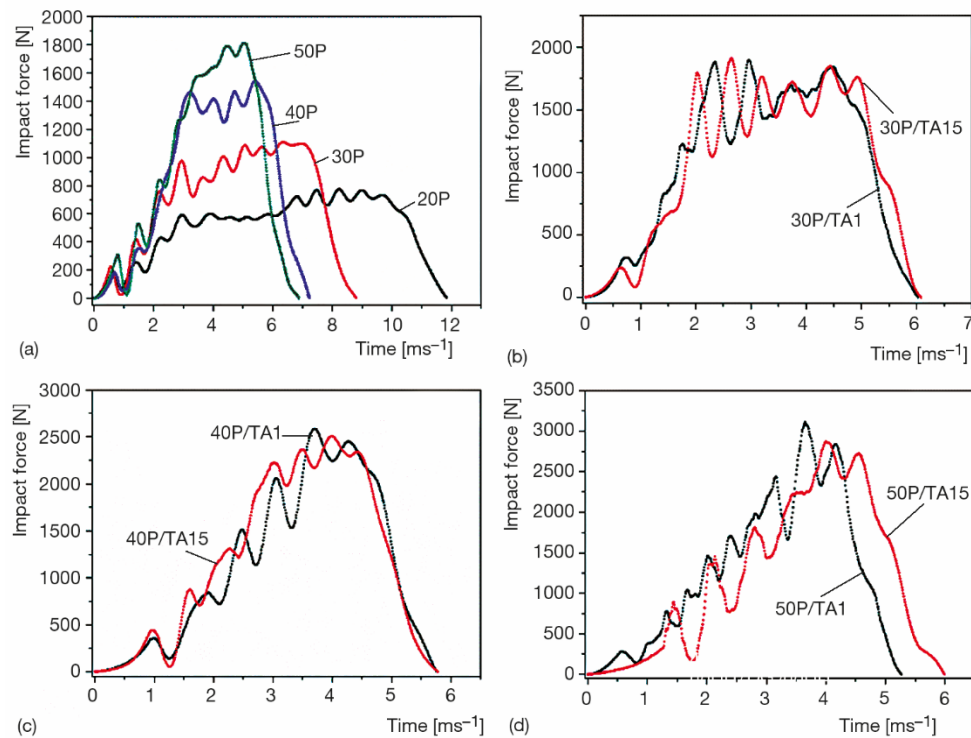 Impact force [N]
2000
1800
1600
1400
1200
1000
800
600
400
200
0
50P
40P
30P
20P
0 2 4 6 8 10 12
(a)
Time [ms⁻¹]
Impact force [N]
2000
1500
1000
500
0
30P/TA15
30P/TA1
0 1 2 3 4 5 6 7
(b)
Time [ms⁻¹]
Impact force [N]
3000
2500
2000
1500
1000
500
0
40P/TA1
40P/TA15
0 1 2 3 4 5 6
(c)
Time [ms⁻¹]
Impact force [N]
3500
3000
2500
2000
1500
1000
500
0
50P/TA15
50P/TA1
0 1 2 3 4 5 6
(d)
Time [ms⁻¹]